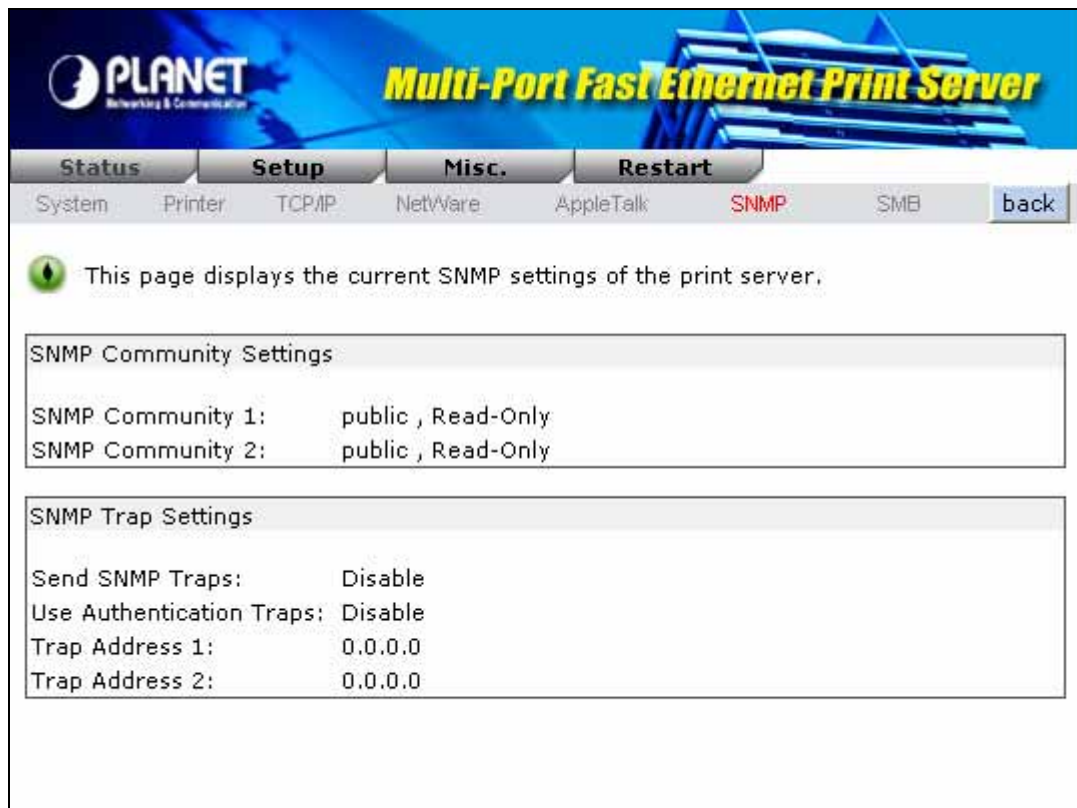 PLANET
Networking & Communication
Multi-Port Fast Ethernet Print Server
Status Setup Misc. Restart
System Printer TCP/IP NetWare AppleTalk SNMP SMB back
This page displays the current SNMP settings of the print server.
SNMP Community Settings
SNMP Community 1: public , Read-Only
SNMP Community 2: public , Read-Only
SNMP Trap Settings
Send SNMP Traps: Disable
Use Authentication Traps: Disable
Trap Address 1: 0.0.0.0
Trap Address 2: 0.0.0.0